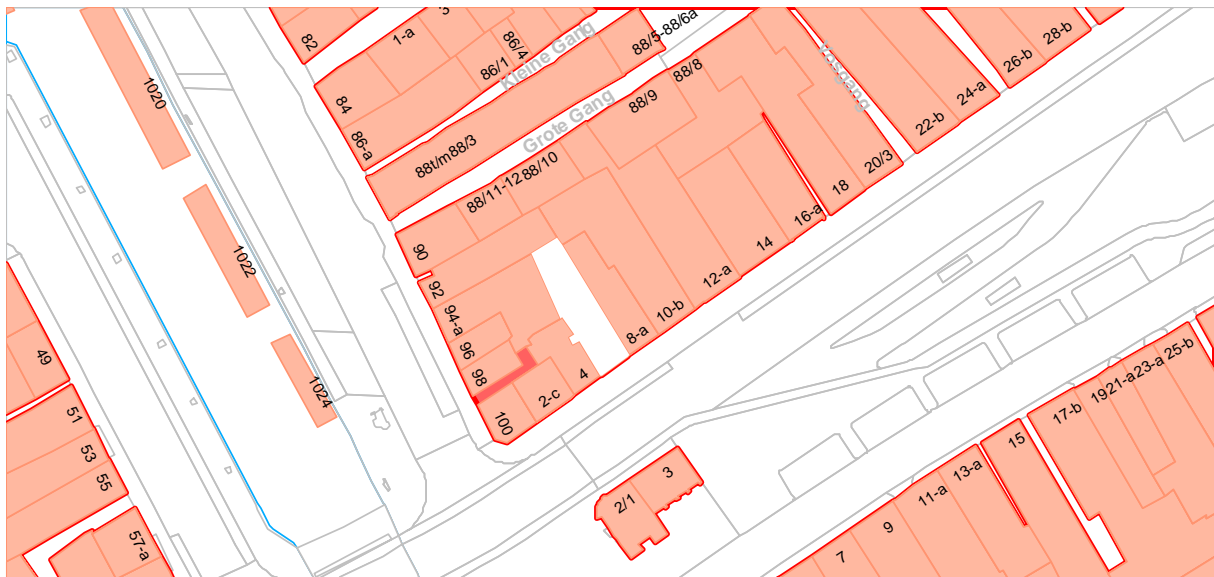 82
1-a
3
86/4
86/1
Kleine Gang
88/5-88/6a
84
86-a
88t/m88/3
Grote Gang
88/9
88/8
Rosgang
26-b
28-b
24-a
22-b
20/3
18
16-a
14
12-a
10-b
8-a
88/11-12
88/10
90
92
94-a
96
98
100
2-c
4
1020
1022
1024
49
51
53
55
57-a
2/1
3
7
9
11-a
13-a
15
17-b
19
21-a
23-a
25-b